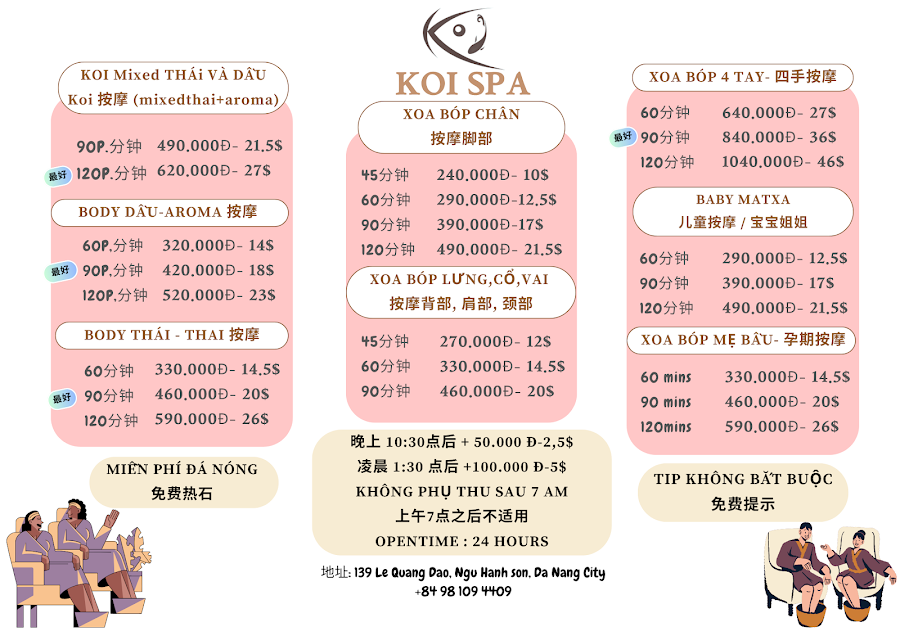 KOI SPA
KOI Mixed THÁi VÀ DẦU
Koi 按摩 (mixedthai+aroma)
90P.分钟 490.000Đ- 21,5$
最好 120P.分钟 620.000Đ- 27$
BODY DẦU-AROMA 按摩
60P.分钟 320.000Đ- 14$
最好 90P.分钟 420.000Đ- 18$
120P.分钟 520.000Đ- 23$
BODY THÁI - THAI 按摩
60分钟 330.000Đ- 14.5$
最好 90分钟 460.000Đ- 20$
120分钟 590.000Đ- 26$
MIỄN PHÍ ĐÁ NÓNG
免费热石
XOA BÓP CHÂN
按摩脚部
45分钟 240.000Đ- 10$
60分钟 290.000Đ-12.5$
90分钟 390.000Đ-17$
120分钟 490.000Đ- 21.5$
XOA BÓP LƯNG,CỔ,VAI
按摩背部, 肩部, 颈部
45分钟 270.000Đ- 12$
60分钟 330.000Đ- 14.5$
90分钟 460.000Đ- 20$
晚上 10:30点后 + 50.000 Đ-2,5$
凌晨 1:30 点后 +100.000 Đ-5$
KHÔNG PHỤ THU SAU 7 AM
上午7点之后不适用
OPENTIME : 24 HOURS
地址: 139 Le Quang Dao, Ngu Hanh son, Da Nang City
+84 98 109 4409
XOA BÓP 4 TAY- 四手按摩
60分钟 640.000Đ- 27$
最好 90分钟 840.000Đ- 36$
120分钟 1040.000Đ- 46$
BABY MATXA
儿童按摩 / 宝宝姐姐
60分钟 290.000Đ- 12,5$
90分钟 390.000Đ- 17$
120分钟 490.000Đ- 21,5$
XOA BÓP MẸ BẦU- 孕期按摩
60 mins 330.000Đ- 14,5$
90 mins 460.000Đ- 20$
120mins 590.000Đ- 26$
TIP KHÔNG BẮT BUỘC
免费提示